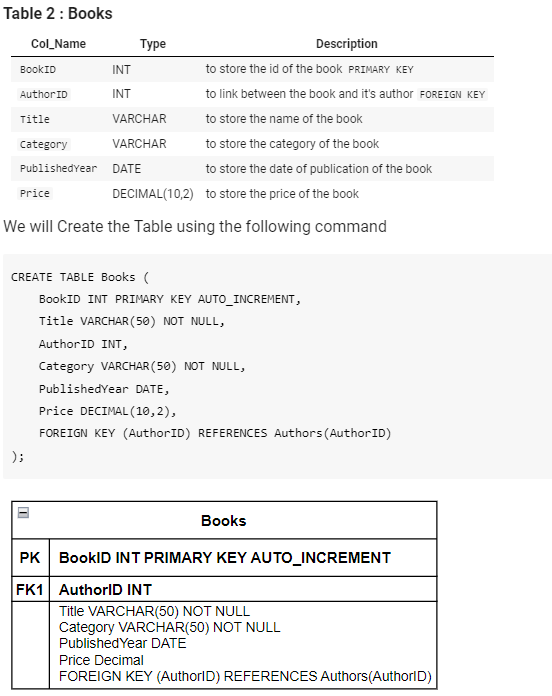 Table 2 : Books
Col_Name Type Description
BookID INT to store the id of the book PRIMARY KEY
AuthorID INT to link between the book and it's author FOREIGN KEY
Title VARCHAR to store the name of the book
Category VARCHAR to store the category of the book
PublishedYear DATE to store the date of publication of the book
Price DECIMAL(10,2) to store the price of the book
We will Create the Table using the following command
CREATE TABLE Books (
BookID INT PRIMARY KEY AUTO_INCREMENT,
Title VARCHAR(50) NOT NULL,
AuthorID INT,
Category VARCHAR(50) NOT NULL,
PublishedYear DATE,
Price DECIMAL(10,2),
FOREIGN KEY (AuthorID) REFERENCES Authors(AuthorID)
);
Books
PK BookID INT PRIMARY KEY AUTO_INCREMENT
FK1 AuthorID INT
Title VARCHAR(50) NOT NULL
Category VARCHAR(50) NOT NULL
PublishedYear DATE
Price Decimal
FOREIGN KEY (AuthorID) REFERENCES Authors(AuthorID)